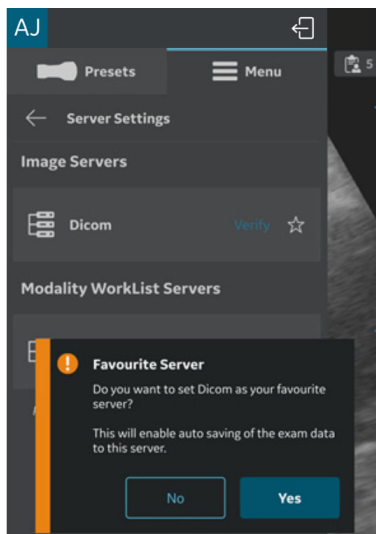 AJ
Presets
Menu
5
Server Settings
Image Servers
Dicom
Verify
Modality WorkList Servers
Favourite Server
Do you want to set Dicom as your favourite
server?
This will enable auto saving of the exam data
to this server.
No
Yes